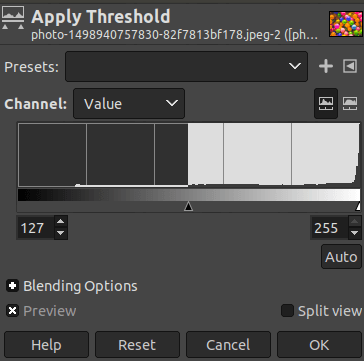 Apply Threshold
photo-1498940757830-82f7813bf178.jpeg-2 ([ph...
Presets:
Channel: Value
127 255
Auto
Blending Options
Preview Split view
Help Reset Cancel OK